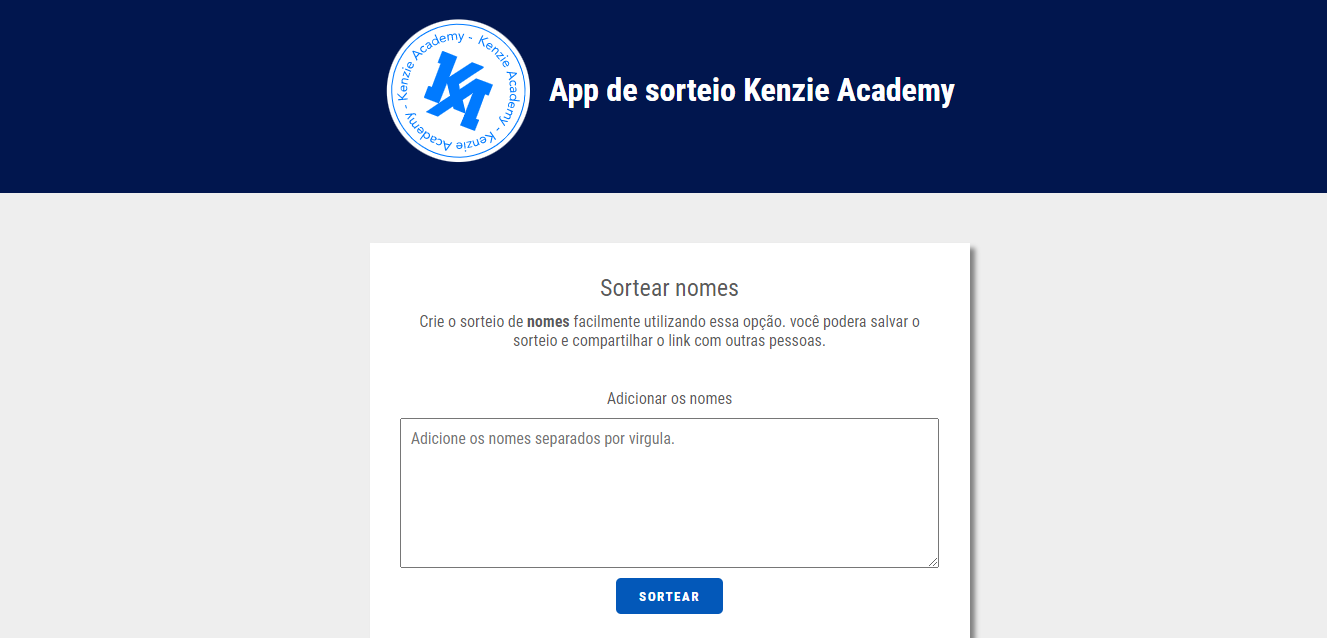 Kenzie Academy - Kenzie Academy - Kenzie Academy -
KA
App de sorteio Kenzie Academy
Sortear nomes
Crie o sorteio de nomes facilmente utilizando essa opção. você podera salvar o
sorteio e compartilhar o link com outras pessoas.
Adicionar os nomes
Adicione os nomes separados por virgula.
SORTEAR